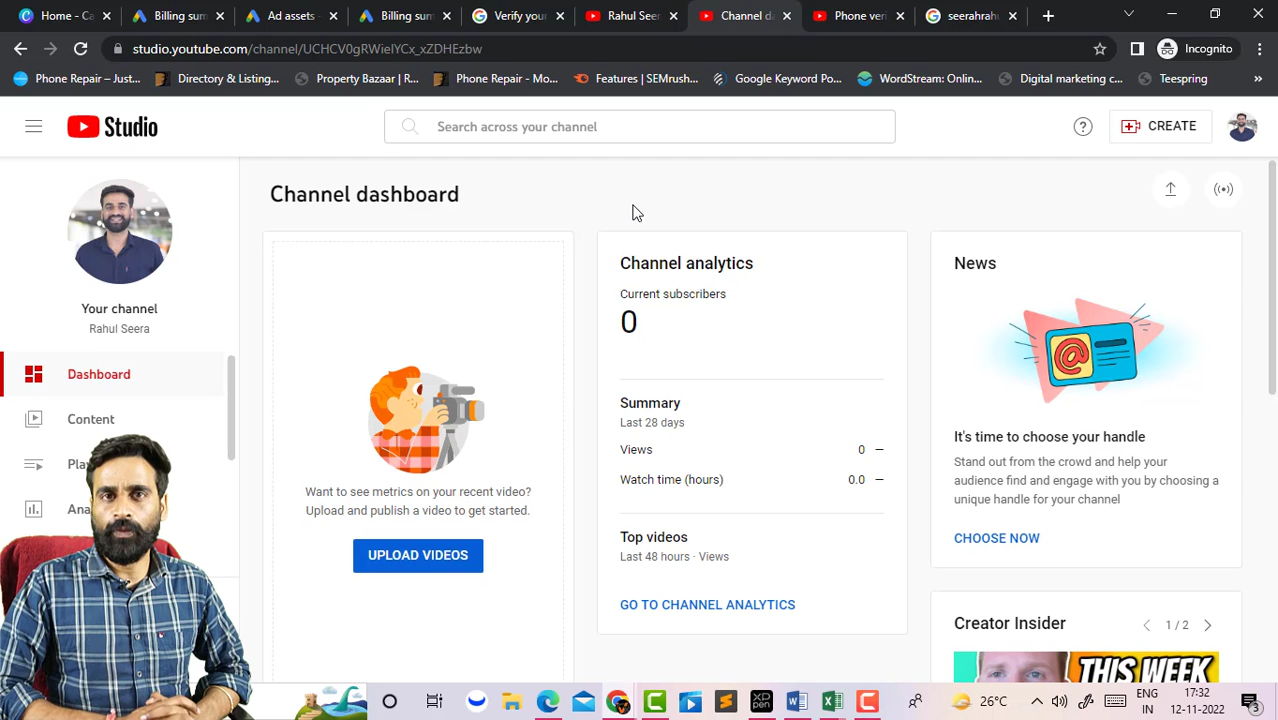 Home - Ca
Billing sum
Ad assets -
Billing sum
Verify your
Rahul Seer
Channel da
Phone veri
seerahrahu
studio.youtube.com/channel/UCHCV0gRWielYCx_xZDHEzbw
Incognito
Phone Repair – Just...
Directory & Listing...
Property Bazaar | R...
Phone Repair - Mo...
Features | SEMrush...
Google Keyword Po...
WordStream: Onlin...
Digital marketing c...
Teespring
Studio
Search across your channel
CREATE
Channel dashboard
Your channel
Rahul Seera
Dashboard
Content
Pla
Ana
Want to see metrics on your recent video?
Upload and publish a video to get started.
UPLOAD VIDEOS
Channel analytics
Current subscribers
0
Summary
Last 28 days
Views 0 —
Watch time (hours) 0.0 —
Top videos
Last 48 hours · Views
GO TO CHANNEL ANALYTICS
News
It's time to choose your handle
Stand out from the crowd and help your
audience find and engage with you by choosing a
unique handle for your channel
CHOOSE NOW
Creator Insider
1 / 2
THIS WEEK
XP
PEN
26°C
ENG
IN
17:32
12-11-2022
3